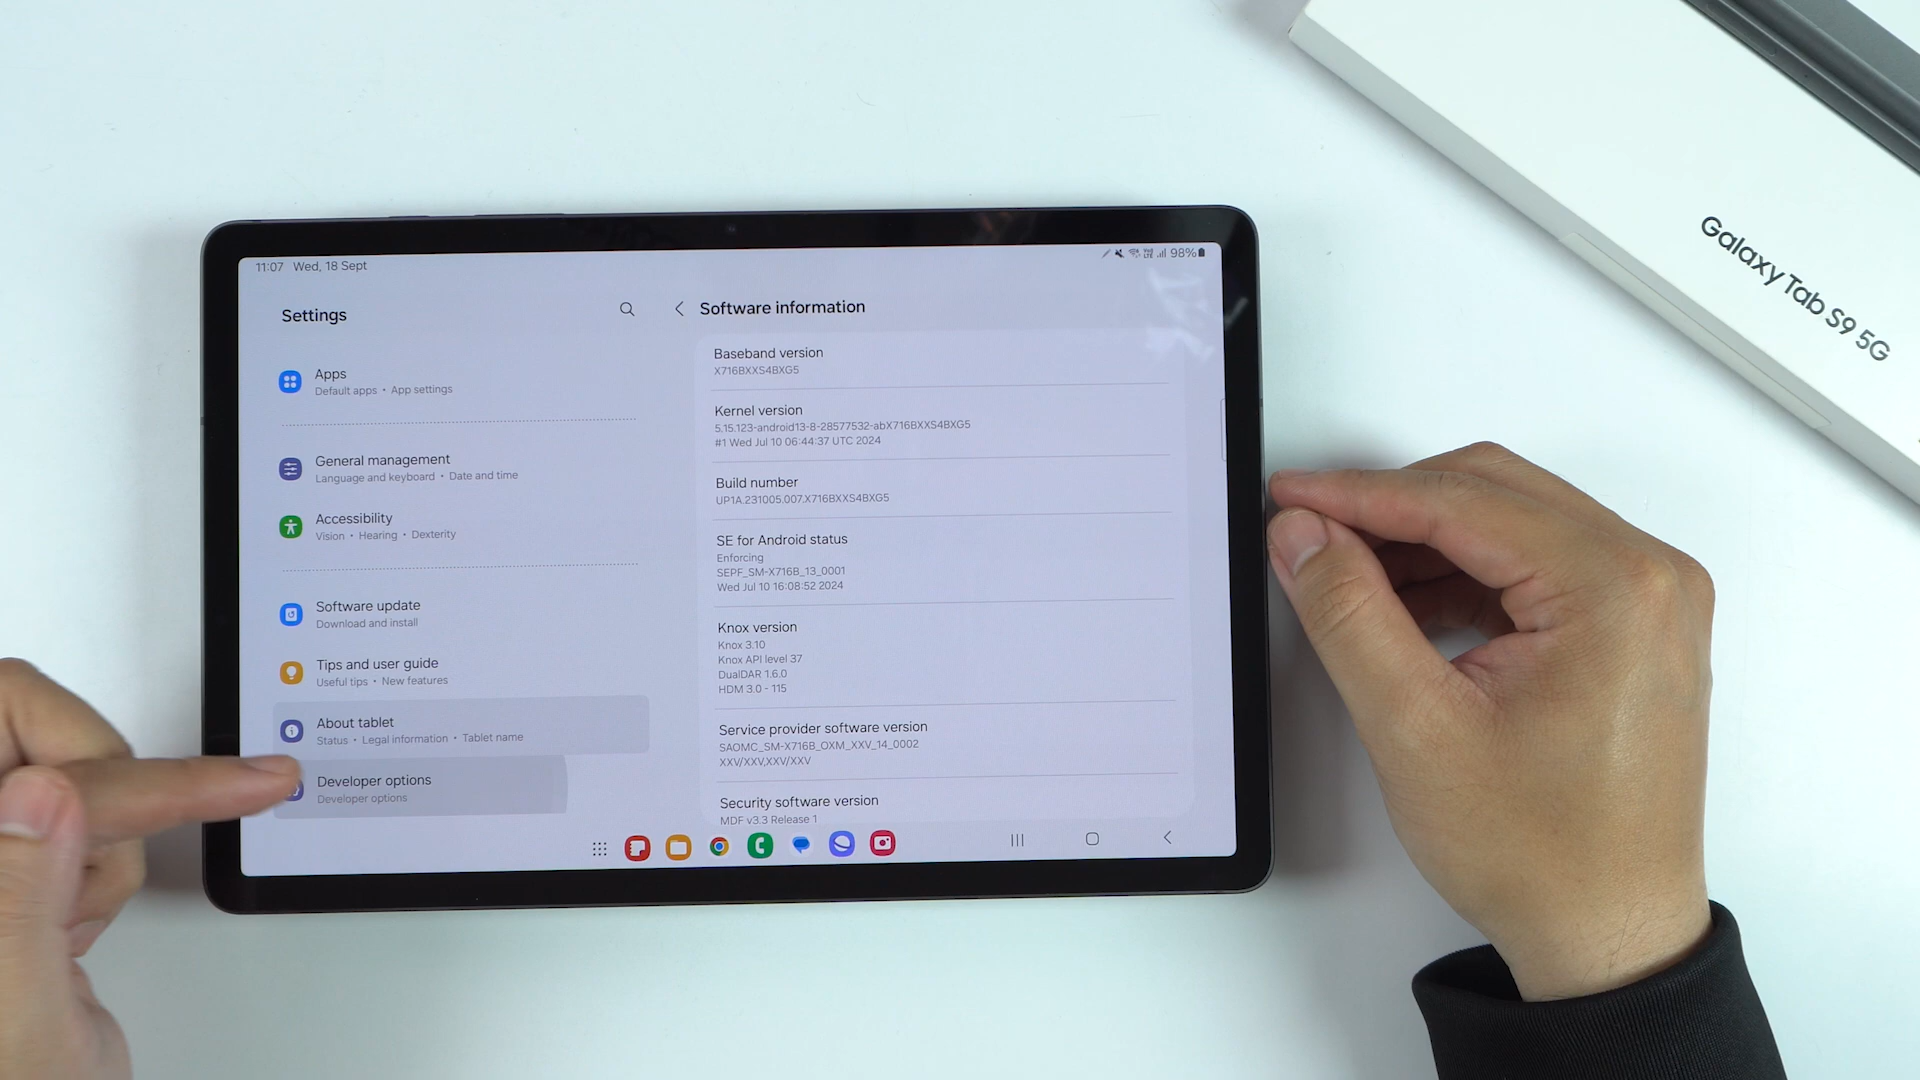 11:07 Wed, 18 Sept
98%
Settings
Apps
Default apps • App settings
General management
Language and keyboard • Date and time
Accessibility
Vision • Hearing • Dexterity
Software update
Download and install
Tips and user guide
Useful tips • New features
About tablet
Status • Legal information • Tablet name
Developer options
Developer options
Software information
Baseband version
X716BXXS4BXG5
Kernel version
5.15.123-android13-8-28577532-abX716BXXS4BXG5
#1 Wed Jul 10 06:44:37 UTC 2024
Build number
UP1A.231005.007.X716BXXS4BXG5
SE for Android status
Enforcing
SEPF_SM-X716B_13_0001
Wed Jul 10 16:08:52 2024
Knox version
Knox 3.10
Knox API level 37
DualDAR 1.6.0
HDM 3.0 - 115
Service provider software version
SAOMC_SM-X716B_OXM_XXV_14_0002
XXV/XXV,XXV/XXV
Security software version
MDF v3.3 Release 1
Galaxy Tab S9 5G